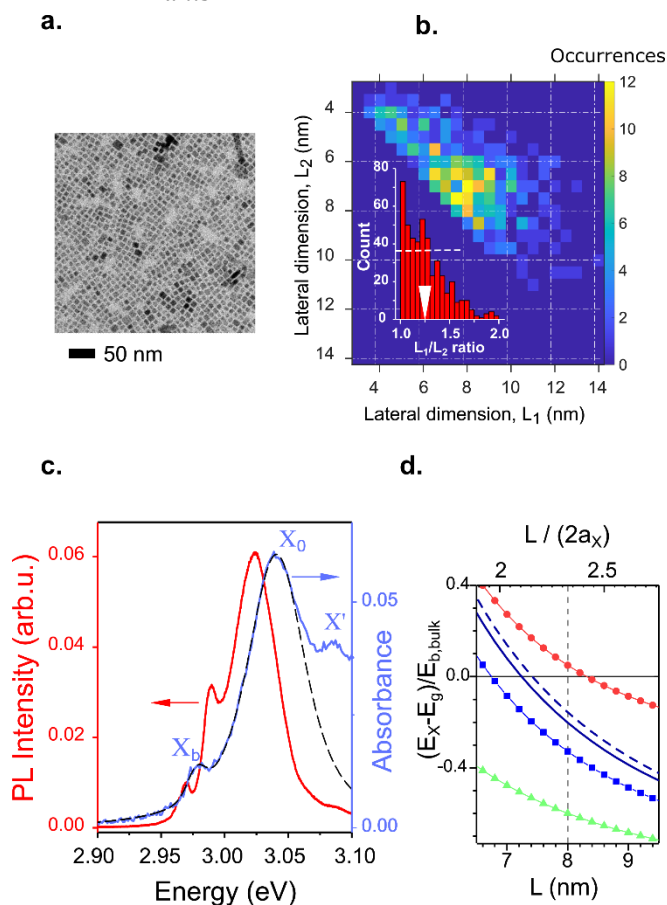 a.
b.
Occurrences
50 nm
Lateral dimension, L2 (nm)
4
6
8
10
12
14
Count
80
60
40
20
0
1.0
1.5
2.0
L1/L2 ratio
4
6
8
10
12
14
Lateral dimension, L1 (nm)
12
10
8
6
4
2
0
c.
d.
PL Intensity (arb.u.)
0.06
0.04
0.02
0.00
Xb
X0
X'
0.05
0.00
Absorbance
2.90
2.95
3.00
3.05
3.10
Energy (eV)
L / (2aX)
2
2.5
(EX-Eg)/Eb,bulk
0.4
0.0
-0.4
7
8
9
L (nm)